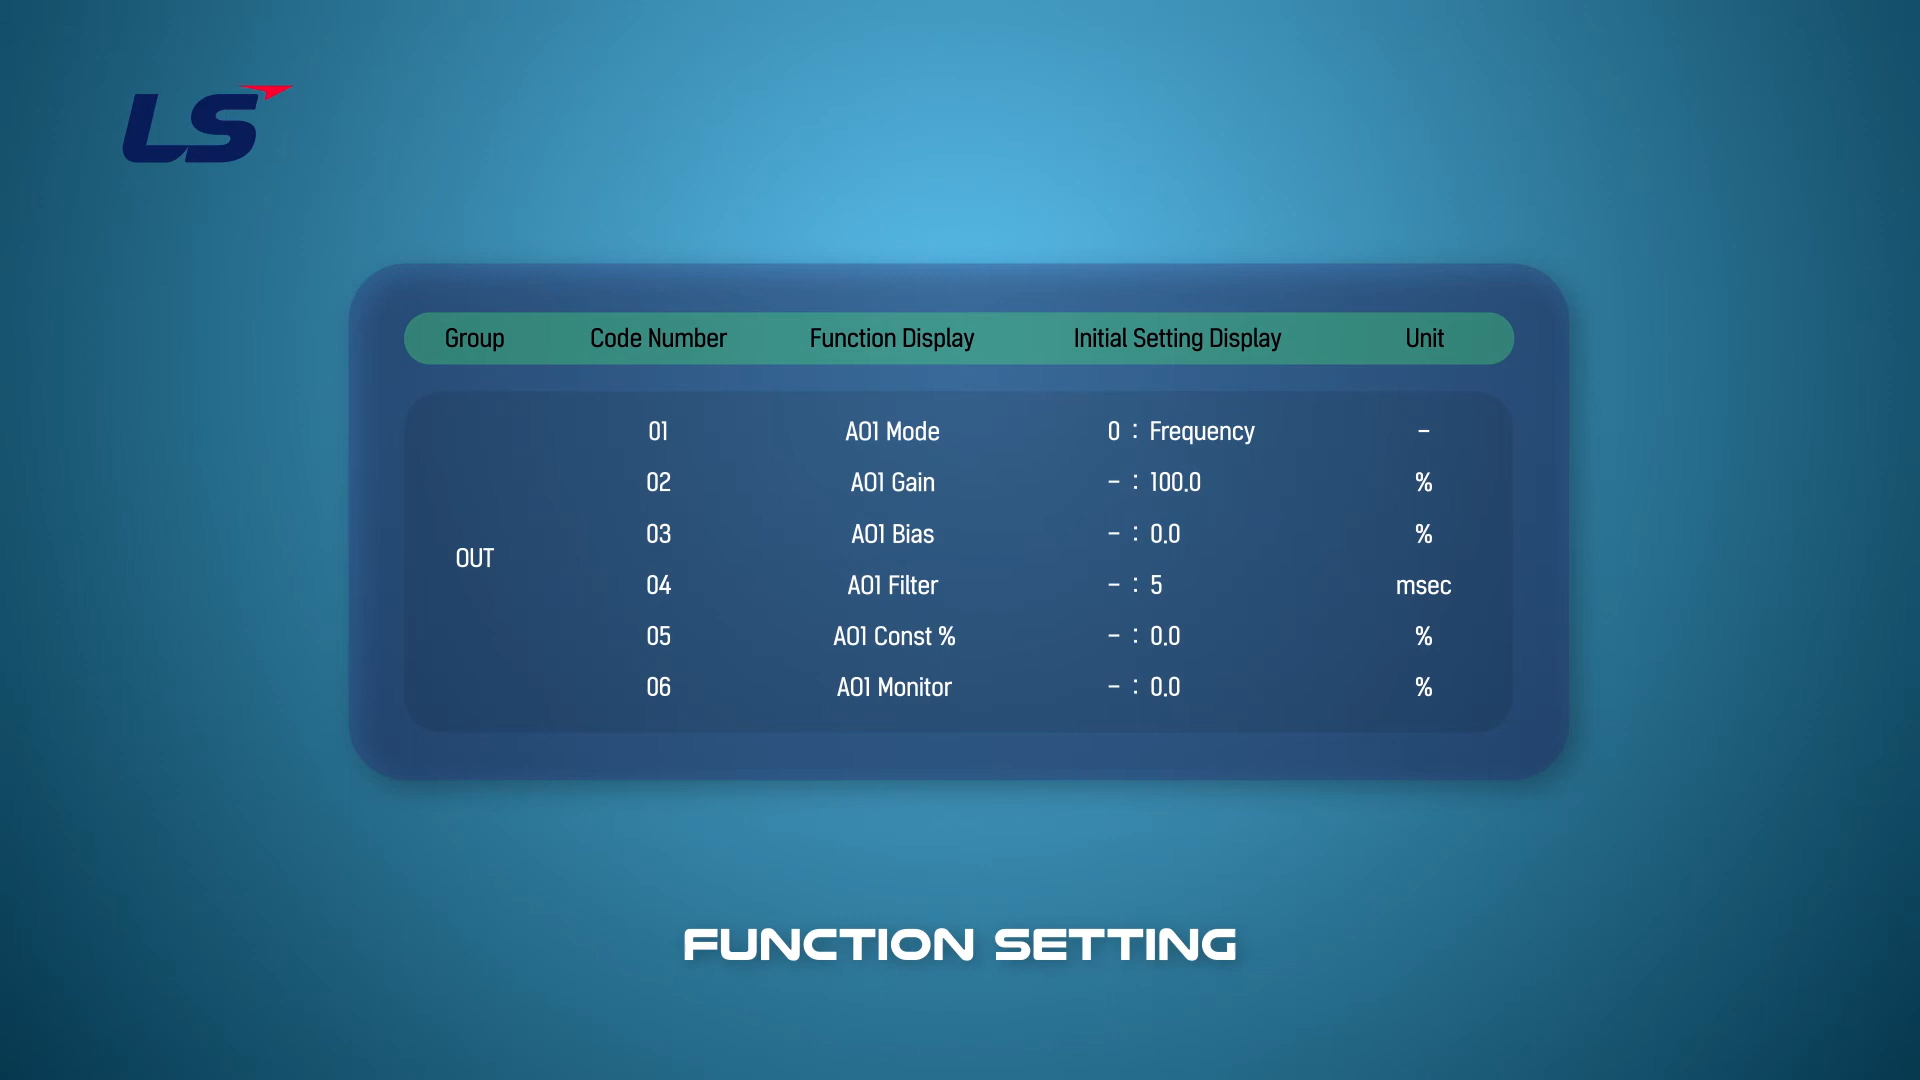 LS
Group Code Number Function Display Initial Setting Display Unit
01 AO1 Mode 0 : Frequency -
02 AO1 Gain - : 100.0 %
03 AO1 Bias - : 0.0 %
OUT
04 AO1 Filter - : 5 msec
05 AO1 Const % - : 0.0 %
06 AO1 Monitor - : 0.0 %
FUNCTION SETTING